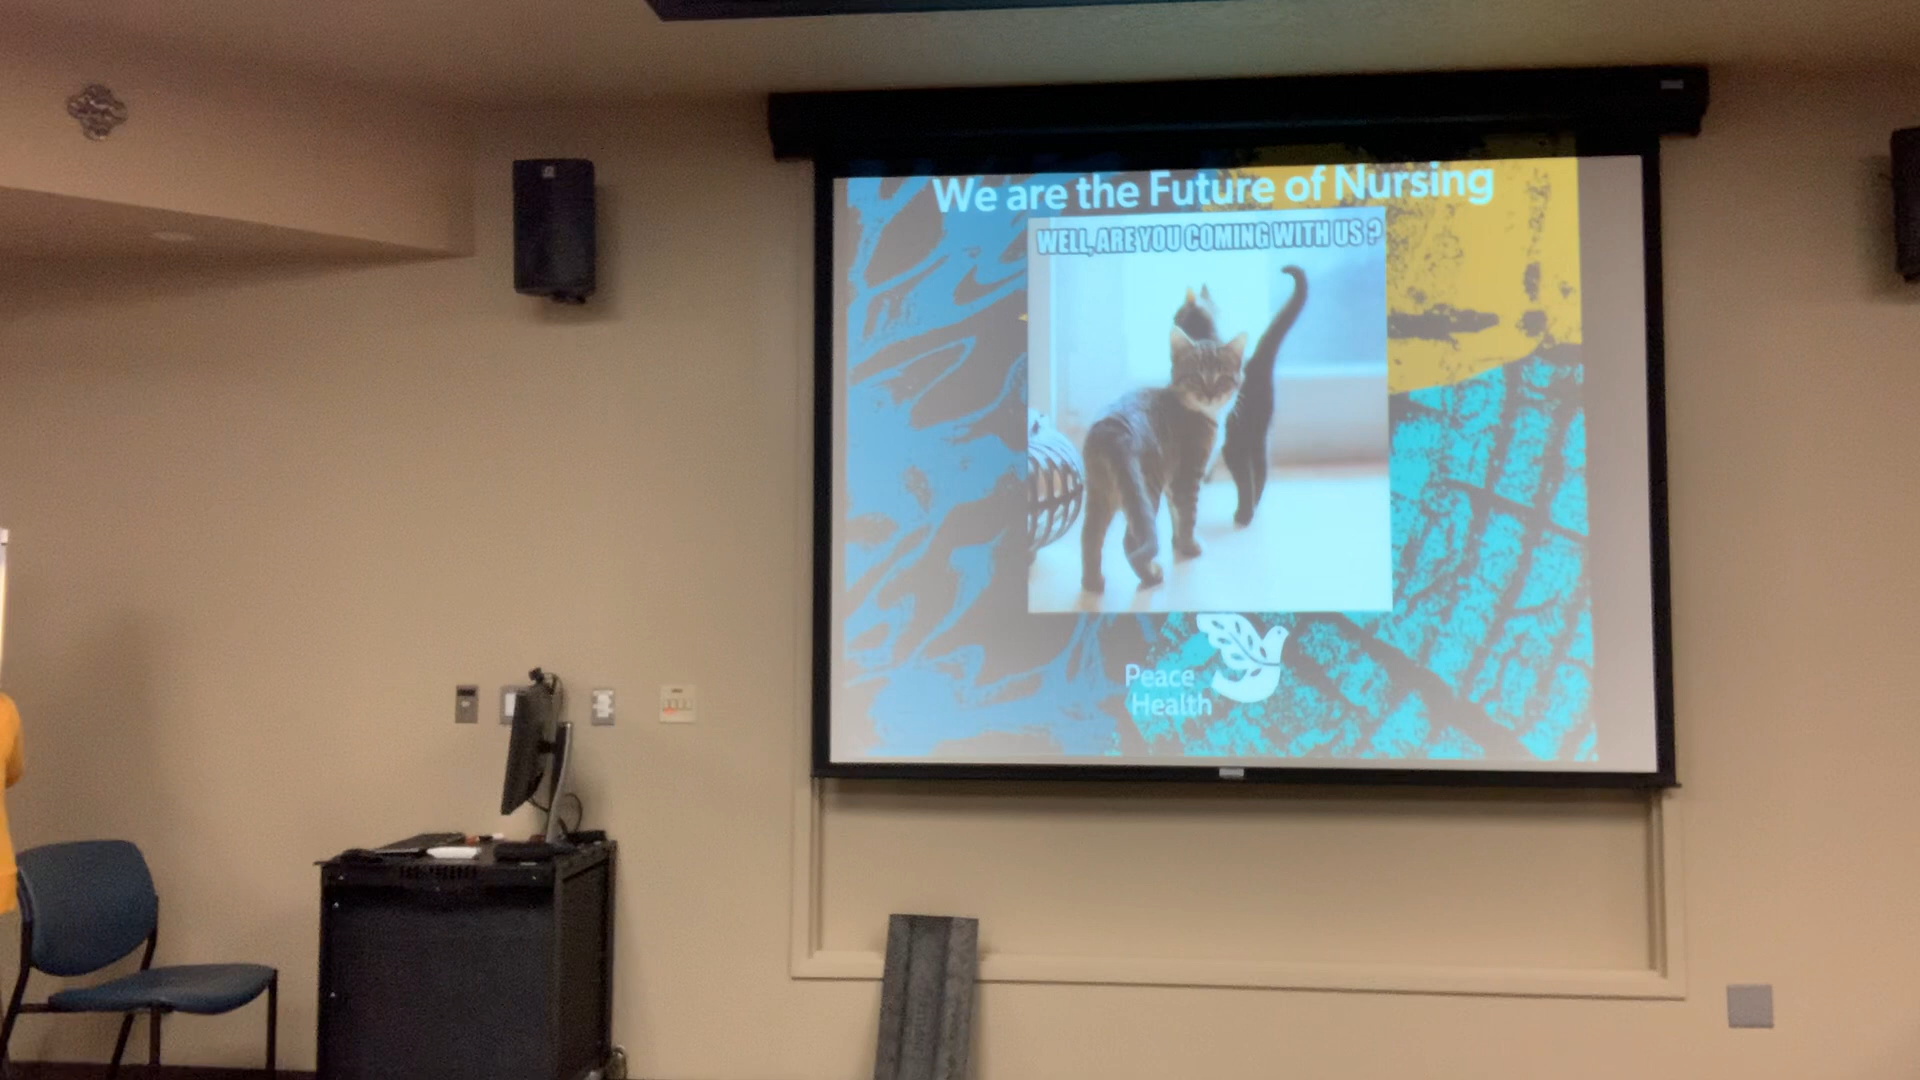 We are the Future of Nursing
WELL, ARE YOU COMING WITH US ?
Peace
Health